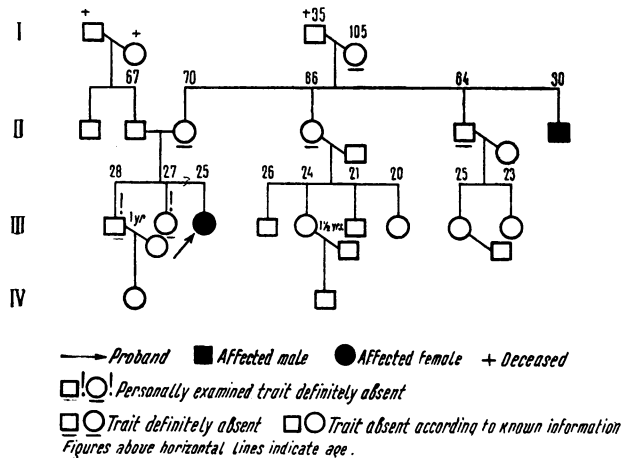 I + + +35 105
67 70 86 84 90
II
28 27 25 26 24 21 20 25 23
! 1yr !
III 1½ yrs.
IV
Proband Affected male Affected female + Deceased
! ! Personally examined trait definitely absent
Trait definitely absent Trait absent according to known information
Figures above horizontal lines indicate age.